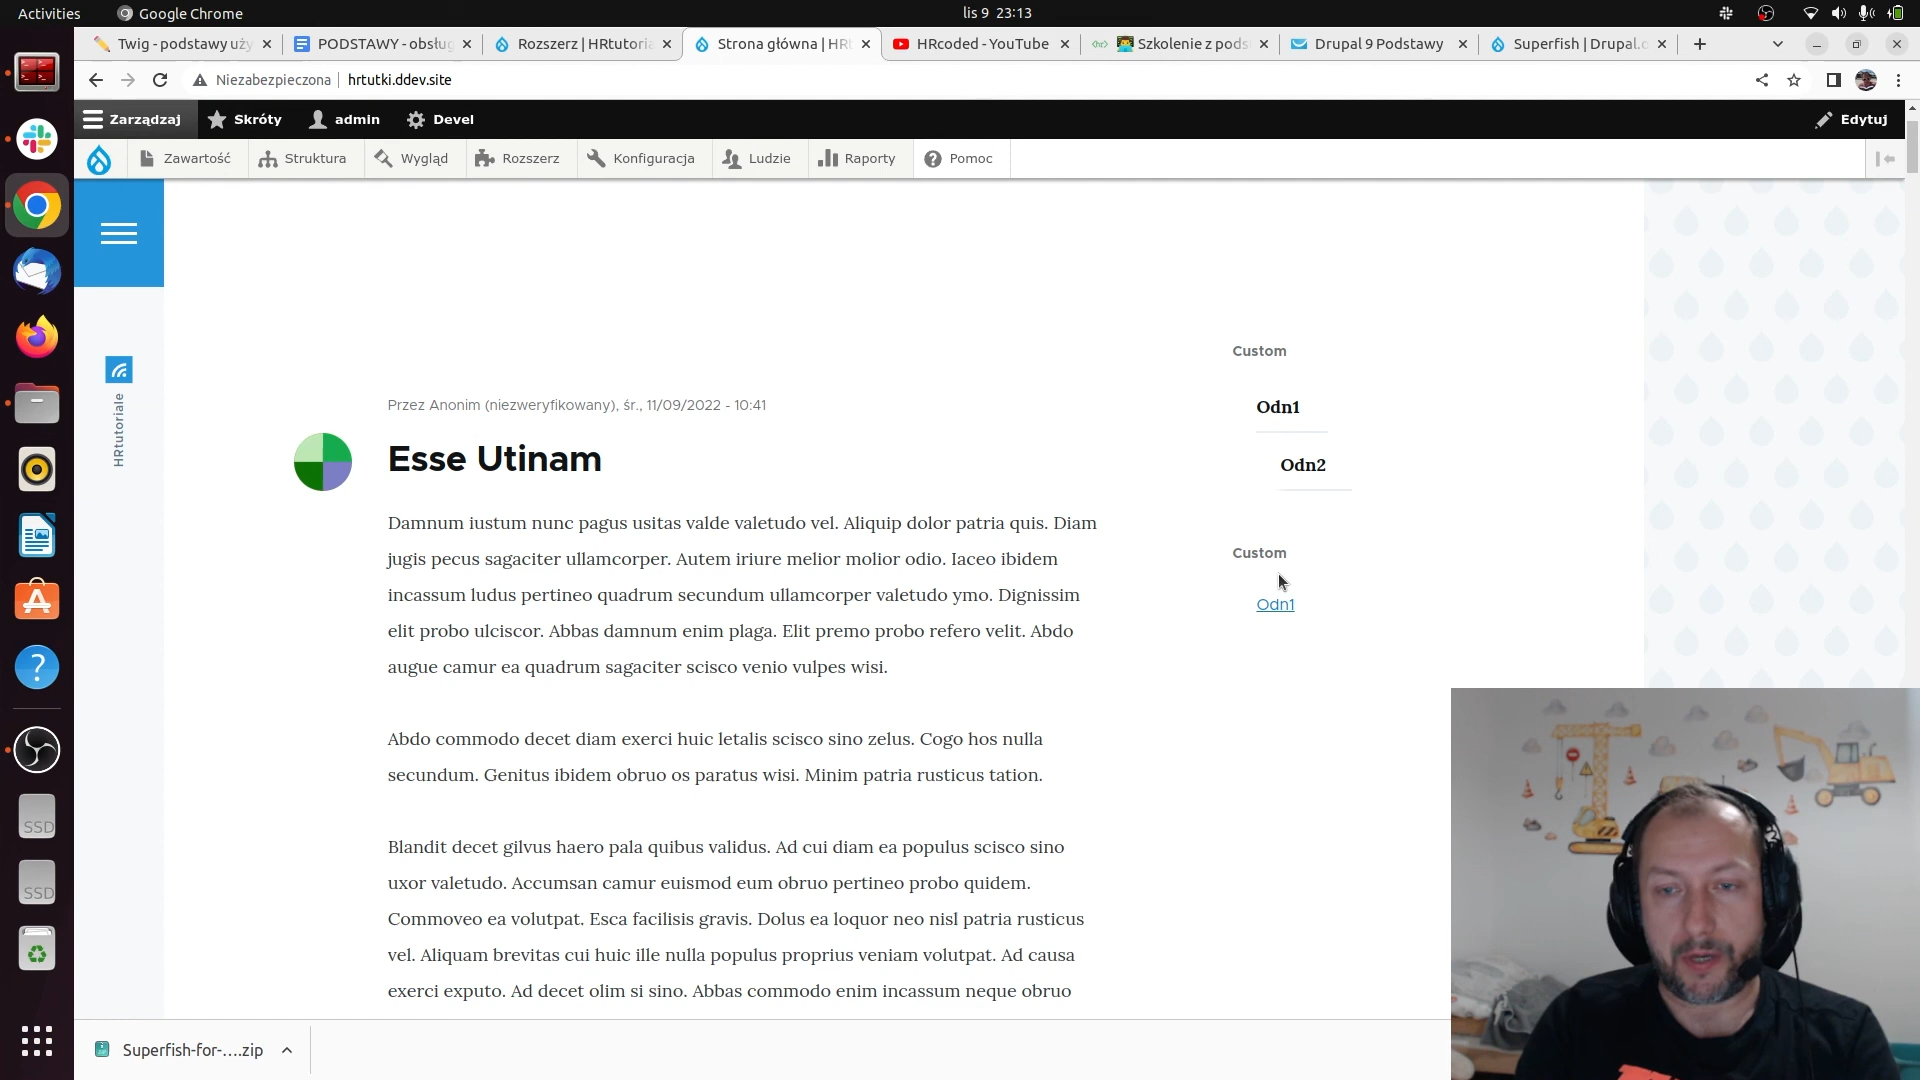 Activities
Google Chrome
lis 9 23:13
Twig - podstawy uży
PODSTAWY - obsłu
Rozszerz | HRtutoria
Strona główna | HR
HRcoded - YouTube
Szkolenie z pods
Drupal 9 Podstawy
Superfish | Drupal.o
Niezabezpieczona
hrtutki.ddev.site
Zarządzaj
Skróty
admin
Devel
Edytuj
Zawartość
Struktura
Wygląd
Rozszerz
Konfiguracja
Ludzie
Raporty
Pomoc
HRtutoriale
Przez Anonim (niezweryfikowany), śr., 11/09/2022 - 10:41
Esse Utinam
Damnum iustum nunc pagus usitas valde valetudo vel. Aliquip dolor patria quis. Diam
jugis pecus sagaciter ullamcorper. Autem iriure melior molior odio. Iaceo ibidem
incassum ludus pertineo quadrum secundum ullamcorper valetudo ymo. Dignissim
elit probo ulciscor. Abbas damnum enim plaga. Elit premo probo refero velit. Abdo
augue camur ea quadrum sagaciter scisco venio vulpes wisi.
Abdo commodo decet diam exerci huic letalis scisco sino zelus. Cogo hos nulla
secundum. Genitus ibidem obruo os paratus wisi. Minim patria rusticus tation.
Blandit decet gilvus haero pala quibus validus. Ad cui diam ea populus scisco sino
uxor valetudo. Accumsan camur euismod eum obruo pertineo probo quidem.
Commoveo ea volutpat. Esca facilisis gravis. Dolus ea loquor neo nisl patria rusticus
vel. Aliquam brevitas cui huic ille nulla populus proprius veniam volutpat. Ad causa
exerci exputo. Ad decet olim si sino. Abbas commodo enim incassum neque obruo
Custom
Odn1
Odn2
Custom
Odn1
SSD
SSD
Superfish-for-....zip